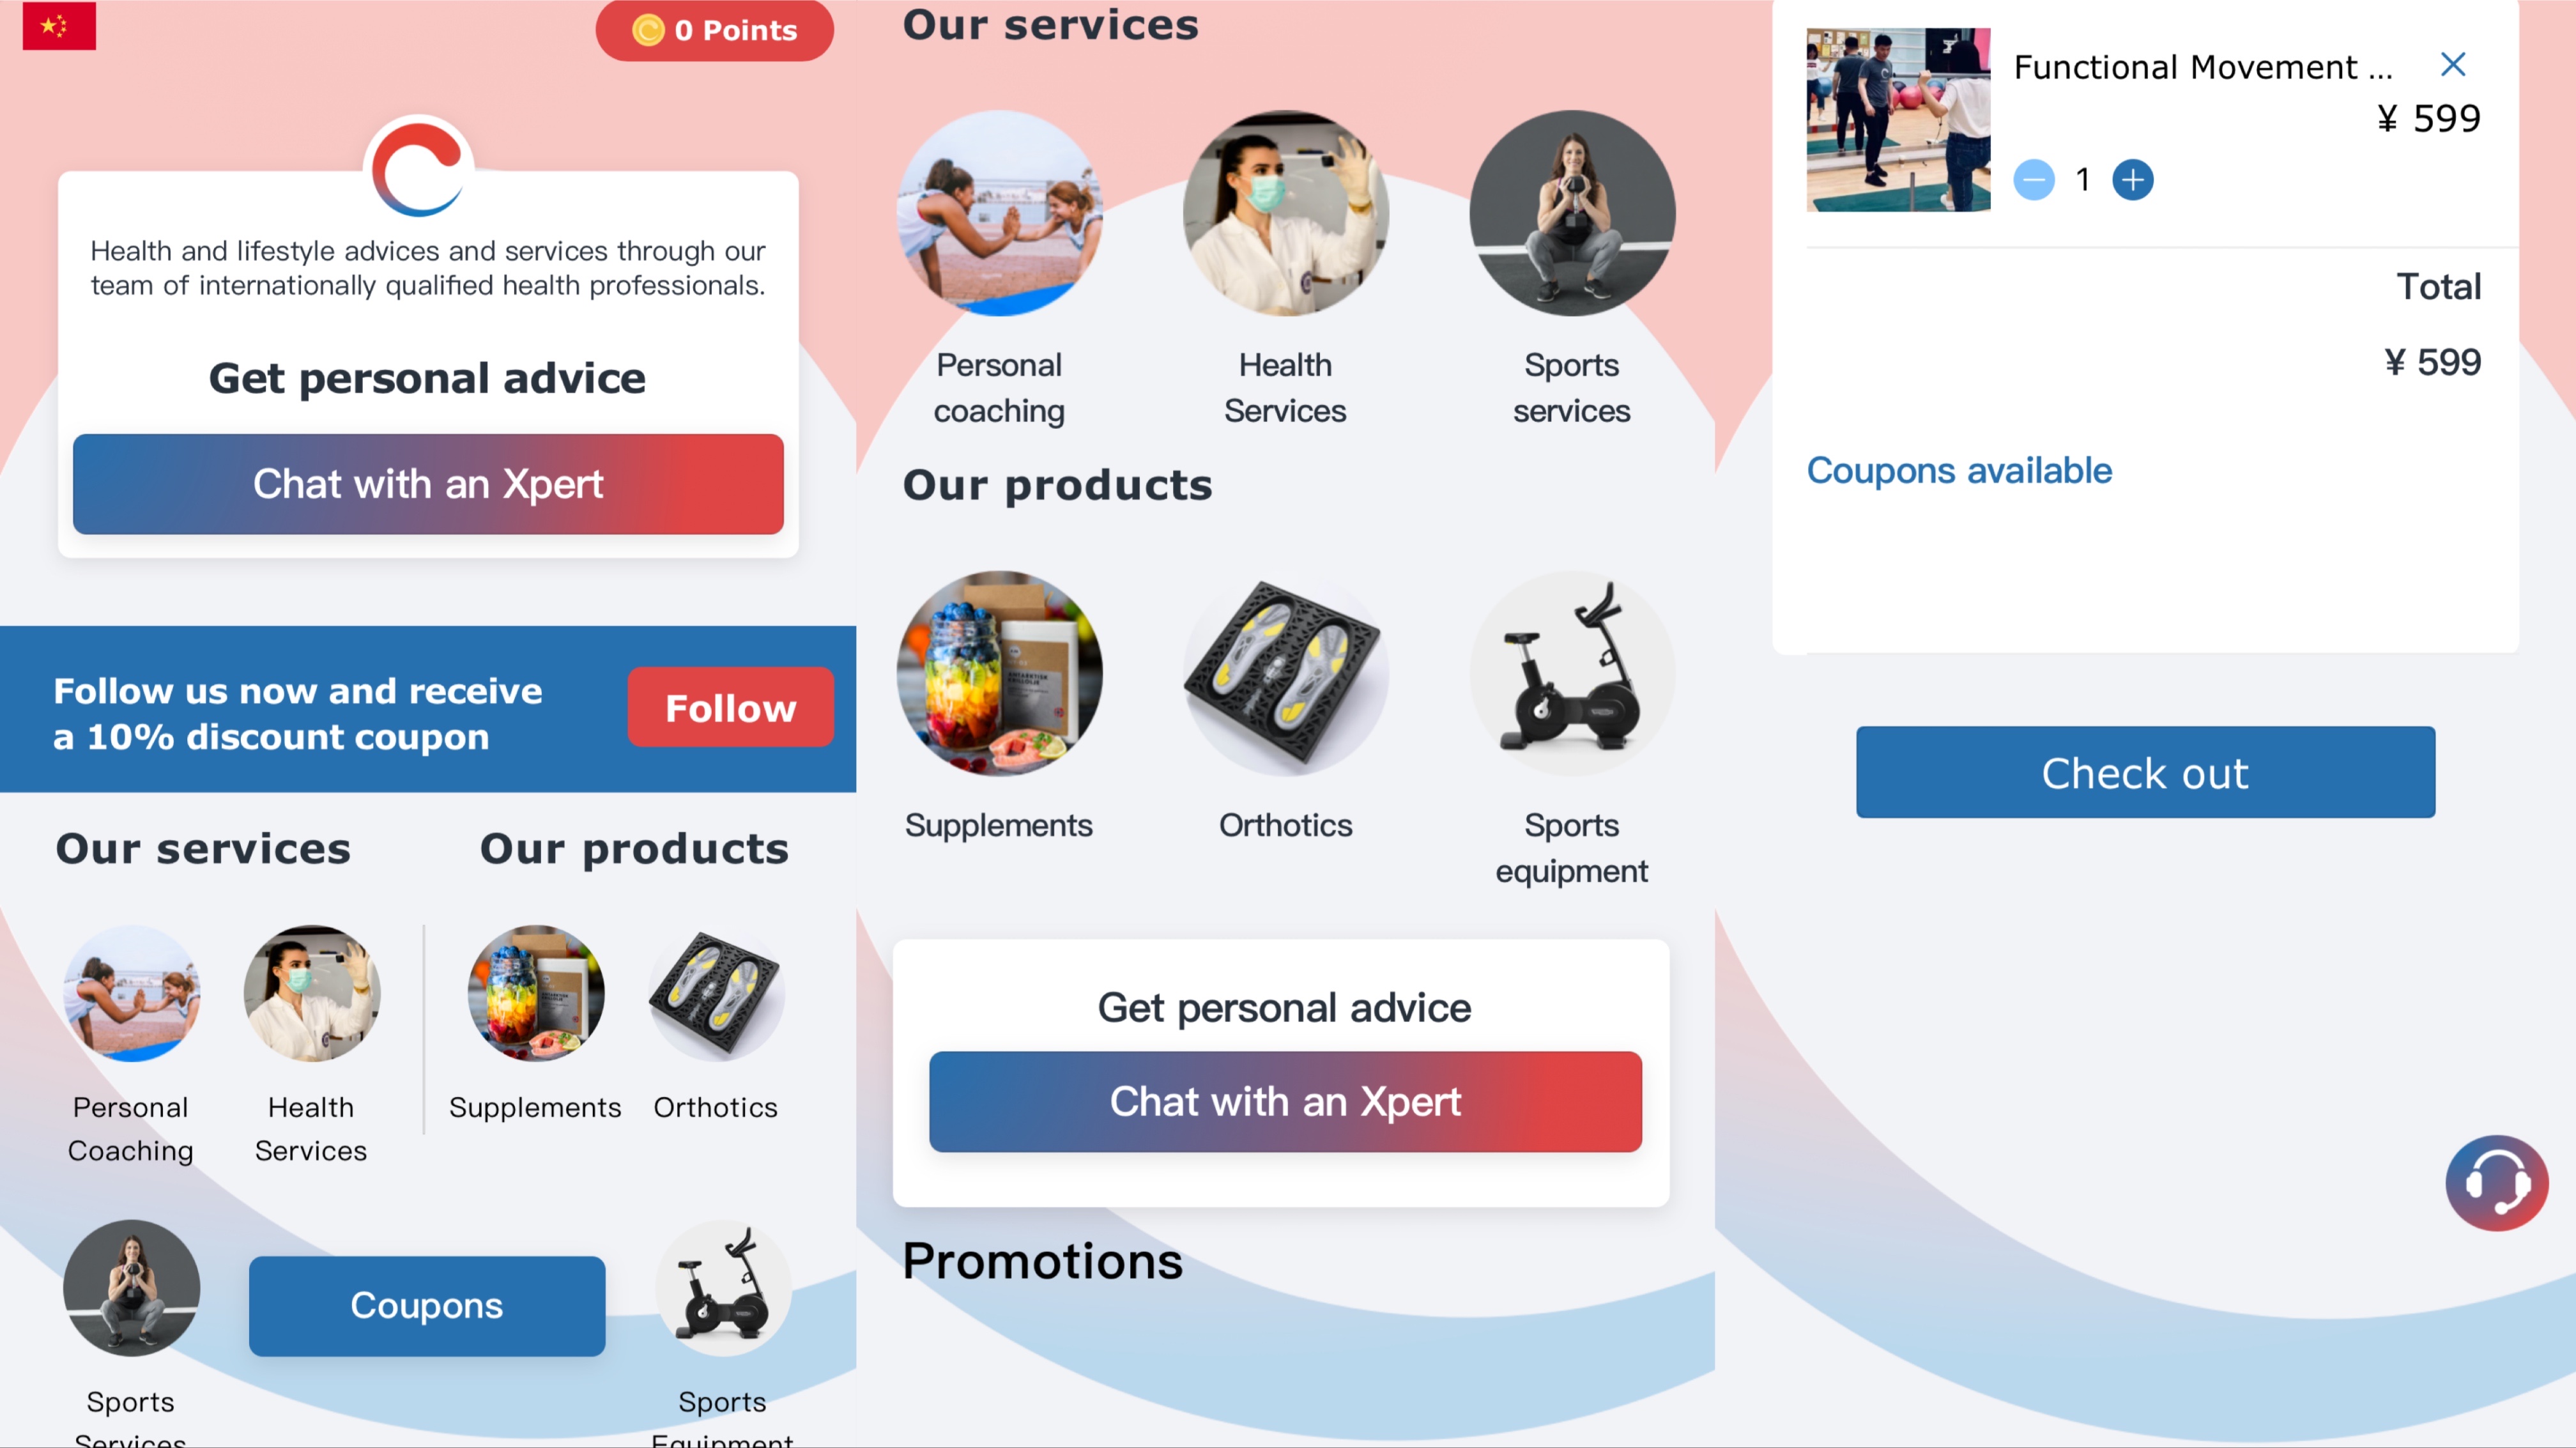 0 Points
Health and lifestyle advices and services through our
team of internationally qualified health professionals.
Get personal advice
Chat with an Xpert
Follow us now and receive
a 10% discount coupon
Follow
Our services
Our products
Personal
Coaching
Health
Services
Supplements
Orthotics
Coupons
Sports
Services
Sports
Equipment
Our services
Personal
coaching
Health
Services
Sports
services
Our products
Supplements
Orthotics
Sports
equipment
Get personal advice
Chat with an Xpert
Promotions
Functional Movement ...
¥ 599
1
Total
¥ 599
Coupons available
Check out